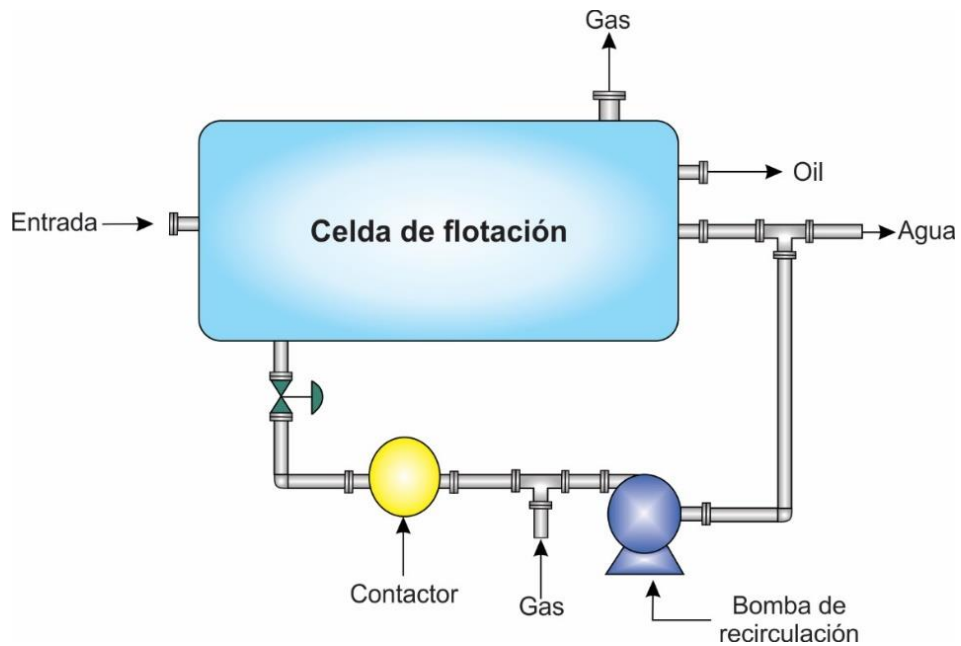 Gas
Oil
Entrada
Celda de flotación
Agua
Contactor
Gas
Bomba de
recirculación